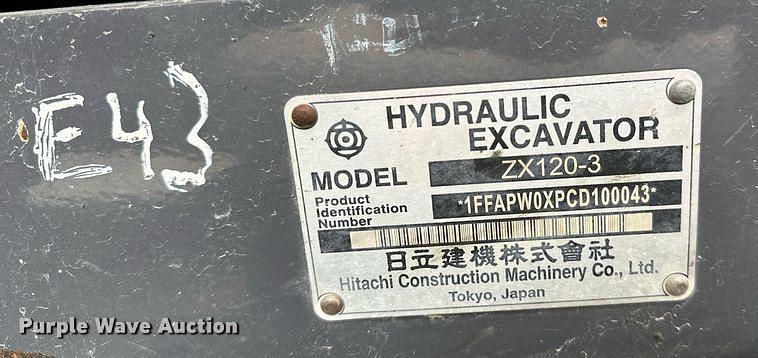 E43
HYDRAULIC
EXCAVATOR
MODEL ZX120-3
Product
Identification
Number
*1FFAPW0XPCD100043*
日立建機株式會社
Hitachi Construction Machinery Co., Ltd.
Tokyo, Japan
Purple Wave Auction